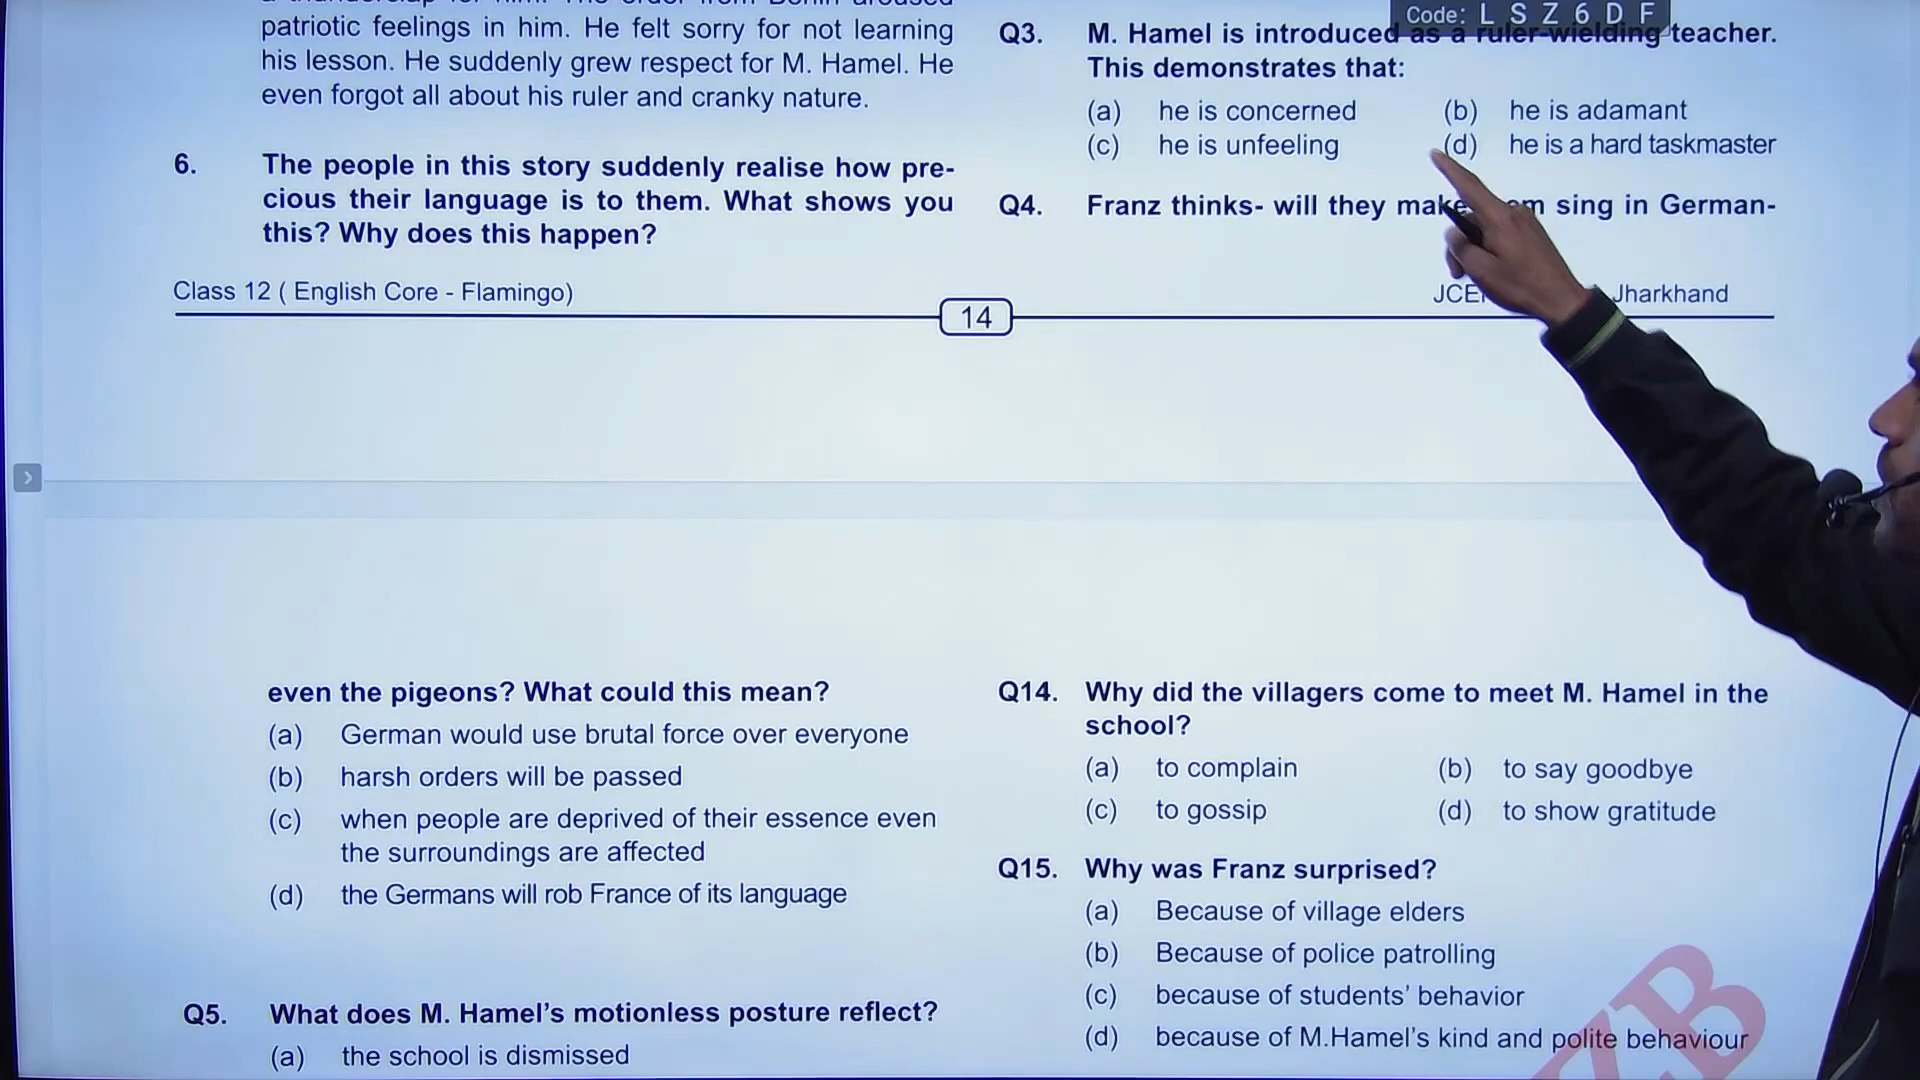 patriotic feelings in him. He felt sorry for not learning
his lesson. He suddenly grew respect for M. Hamel. He
even forgot all about his ruler and cranky nature.
6. The people in this story suddenly realise how pre-
cious their language is to them. What shows you
this? Why does this happen?
Code: L S Z 6 D F
Q3. M. Hamel is introduced as a ruler-wielding teacher.
This demonstrates that:
(a) he is concerned (b) he is adamant
(c) he is unfeeling (d) he is a hard taskmaster
Q4. Franz thinks- will they make sing in German-
Class 12 ( English Core - Flamingo)
14
Jharkhand
even the pigeons? What could this mean?
(a) German would use brutal force over everyone
(b) harsh orders will be passed
(c) when people are deprived of their essence even
the surroundings are affected
(d) the Germans will rob France of its language
Q5. What does M. Hamel's motionless posture reflect?
(a) the school is dismissed
Q14. Why did the villagers come to meet M. Hamel in the
school?
(a) to complain (b) to say goodbye
(c) to gossip (d) to show gratitude
Q15. Why was Franz surprised?
(a) Because of village elders
(b) Because of police patrolling
(c) because of students' behavior
(d) because of M.Hamel's kind and polite behaviour